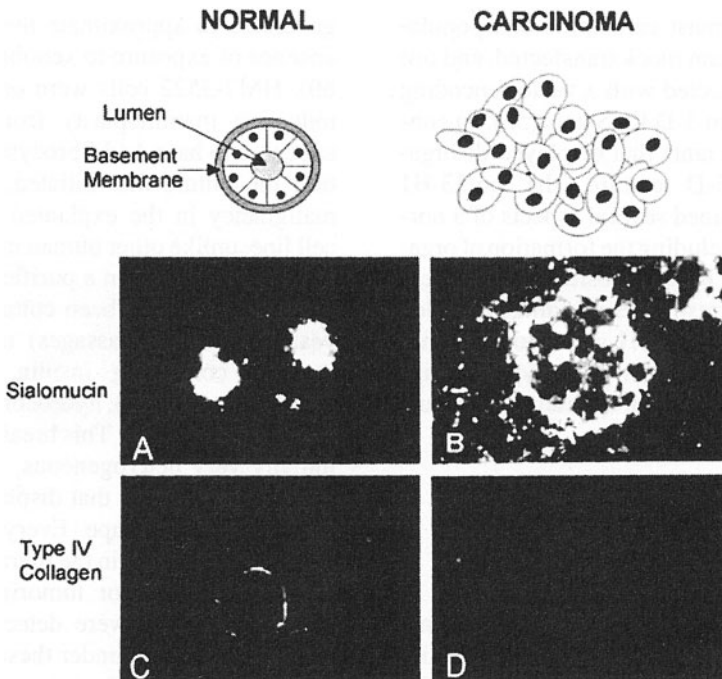 NORMAL CARCINOMA
Lumen
Basement
Membrane
Sialomucin
A B
Type IV
Collagen
C D